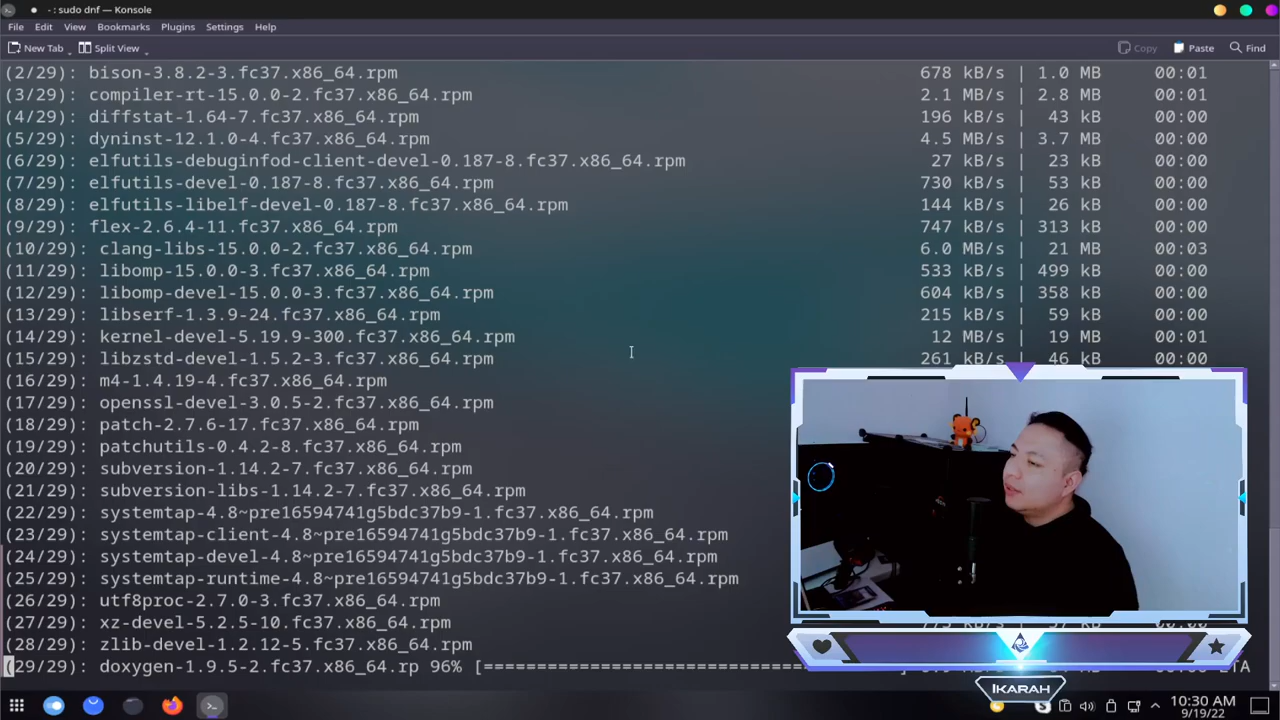 - : sudo dnf — Konsole
File Edit View Bookmarks Plugins Settings Help
New Tab Split View Copy Paste Find
(2/29): bison-3.8.2-3.fc37.x86_64.rpm 678 kB/s | 1.0 MB 00:01
(3/29): compiler-rt-15.0.0-2.fc37.x86_64.rpm 2.1 MB/s | 2.8 MB 00:01
(4/29): diffstat-1.64-7.fc37.x86_64.rpm 196 kB/s | 43 kB 00:00
(5/29): dyninst-12.1.0-4.fc37.x86_64.rpm 4.5 MB/s | 3.7 MB 00:00
(6/29): elfutils-debuginfod-client-devel-0.187-8.fc37.x86_64.rpm 27 kB/s | 23 kB 00:00
(7/29): elfutils-devel-0.187-8.fc37.x86_64.rpm 730 kB/s | 53 kB 00:00
(8/29): elfutils-libelf-devel-0.187-8.fc37.x86_64.rpm 144 kB/s | 26 kB 00:00
(9/29): flex-2.6.4-11.fc37.x86_64.rpm 747 kB/s | 313 kB 00:00
(10/29): clang-libs-15.0.0-2.fc37.x86_64.rpm 6.0 MB/s | 21 MB 00:03
(11/29): libomp-15.0.0-3.fc37.x86_64.rpm 533 kB/s | 499 kB 00:00
(12/29): libomp-devel-15.0.0-3.fc37.x86_64.rpm 604 kB/s | 358 kB 00:00
(13/29): libserf-1.3.9-24.fc37.x86_64.rpm 215 kB/s | 59 kB 00:00
(14/29): kernel-devel-5.19.9-300.fc37.x86_64.rpm 12 MB/s | 19 MB 00:01
(15/29): libzstd-devel-1.5.2-3.fc37.x86_64.rpm 261 kB/s | 46 kB 00:00
(16/29): m4-1.4.19-4.fc37.x86_64.rpm
(17/29): openssl-devel-3.0.5-2.fc37.x86_64.rpm
(18/29): patch-2.7.6-17.fc37.x86_64.rpm
(19/29): patchutils-0.4.2-8.fc37.x86_64.rpm
(20/29): subversion-1.14.2-7.fc37.x86_64.rpm
(21/29): subversion-libs-1.14.2-7.fc37.x86_64.rpm
(22/29): systemtap-4.8~pre16594741g5bdc37b9-1.fc37.x86_64.rpm
(23/29): systemtap-client-4.8~pre16594741g5bdc37b9-1.fc37.x86_64.rpm
(24/29): systemtap-devel-4.8~pre16594741g5bdc37b9-1.fc37.x86_64.rpm
(25/29): systemtap-runtime-4.8~pre16594741g5bdc37b9-1.fc37.x86_64.rpm
(26/29): utf8proc-2.7.0-3.fc37.x86_64.rpm
(27/29): xz-devel-5.2.5-10.fc37.x86_64.rpm
(28/29): zlib-devel-1.2.12-5.fc37.x86_64.rpm
(29/29): doxygen-1.9.5-2.fc37.x86_64.rp 96% [============================== ] ETA
IKARAH
10:30 AM
9/19/22